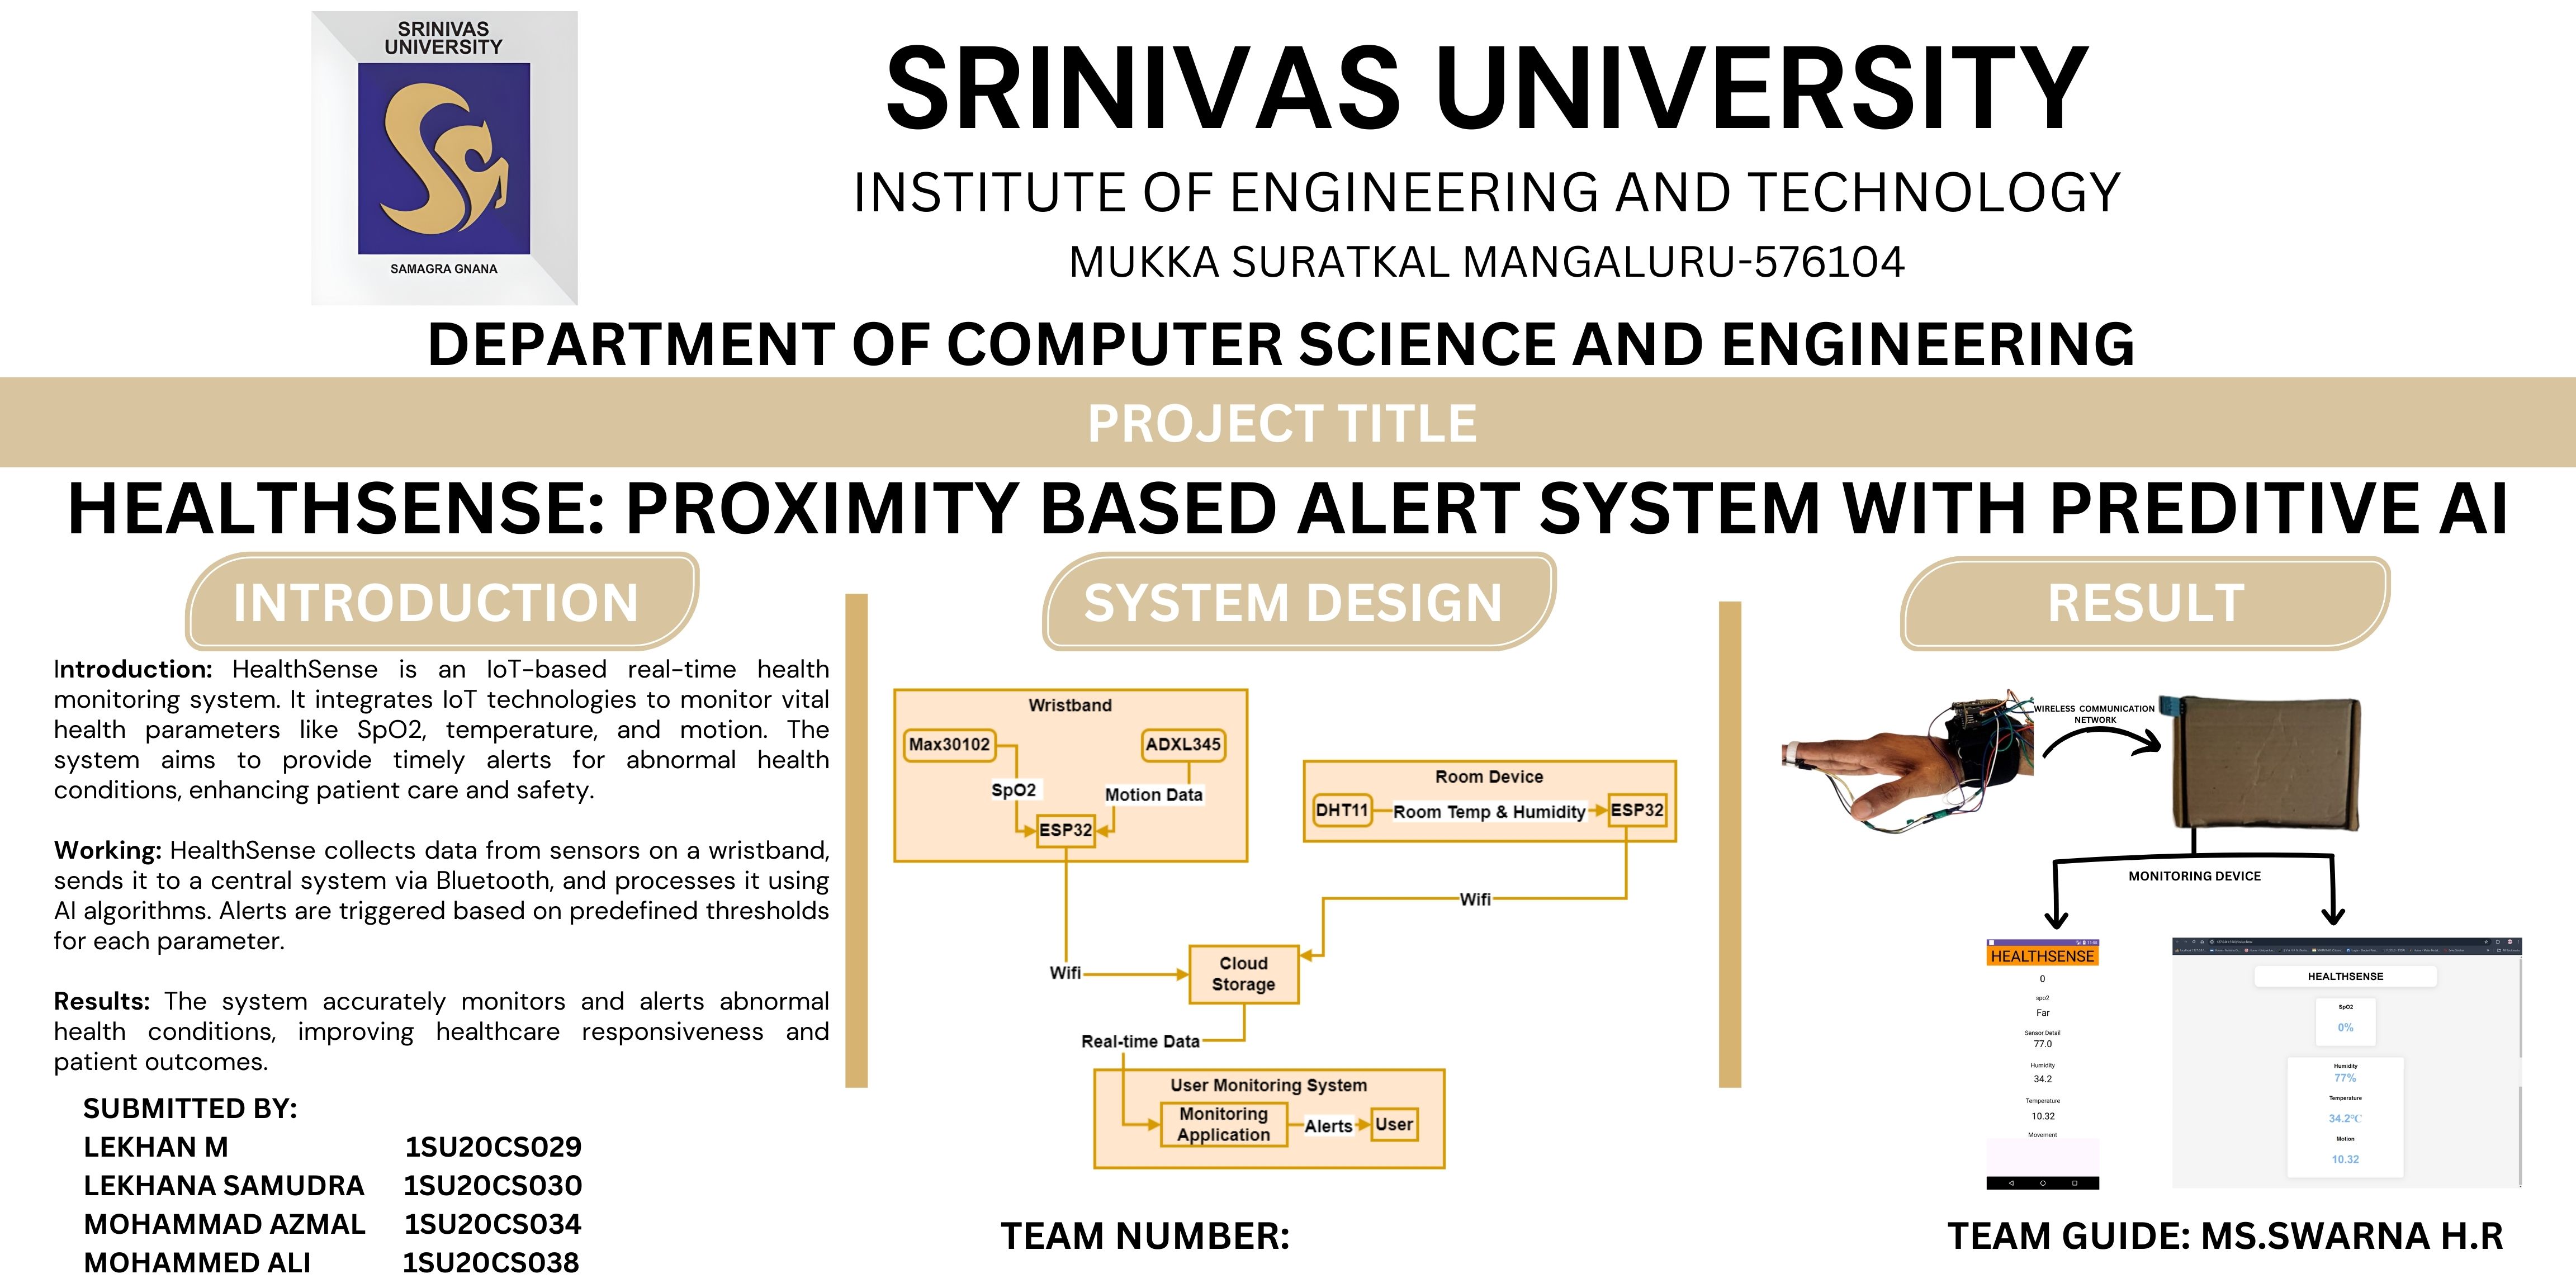 SRINIVAS
UNIVERSITY
SAMAGRA GNANA
SRINIVAS UNIVERSITY
INSTITUTE OF ENGINEERING AND TECHNOLOGY
MUKKA SURATKAL MANGALURU-576104
DEPARTMENT OF COMPUTER SCIENCE AND ENGINEERING
PROJECT TITLE
HEALTHSENSE: PROXIMITY BASED ALERT SYSTEM WITH PREDITIVE AI
INTRODUCTION
Introduction: HealthSense is an IoT-based real-time health
monitoring system. It integrates IoT technologies to monitor vital
health parameters like SpO2, temperature, and motion. The
system aims to provide timely alerts for abnormal health
conditions, enhancing patient care and safety.
Working: HealthSense collects data from sensors on a wristband,
sends it to a central system via Bluetooth, and processes it using
AI algorithms. Alerts are triggered based on predefined thresholds
for each parameter.
Results: The system accurately monitors and alerts abnormal
health conditions, improving healthcare responsiveness and
patient outcomes.
SUBMITTED BY:
LEKHAN M 1SU20CS029
LEKHANA SAMUDRA 1SU20CS030
MOHAMMAD AZMAL 1SU20CS034
MOHAMMED ALI 1SU20CS038
SYSTEM DESIGN
Wristband
Max30102
ADXL345
SpO2
Motion Data
ESP32
Room Device
DHT11
Room Temp & Humidity
ESP32
Wifi
Wifi
Cloud
Storage
Real-time Data
User Monitoring System
Monitoring
Application
Alerts
User
TEAM NUMBER:
RESULT
WIRELESS COMMUNICATION
NETWORK
MONITORING DEVICE
HEALTHSENSE
0
spo2
Far
Sensor Detail
77.0
Humidity
34.2
Temperature
10.32
Movement
HEALTHSENSE
SpO2
0%
Humidity
77%
Temperature
34.2°C
Motion
10.32
TEAM GUIDE: MS.SWARNA H.R